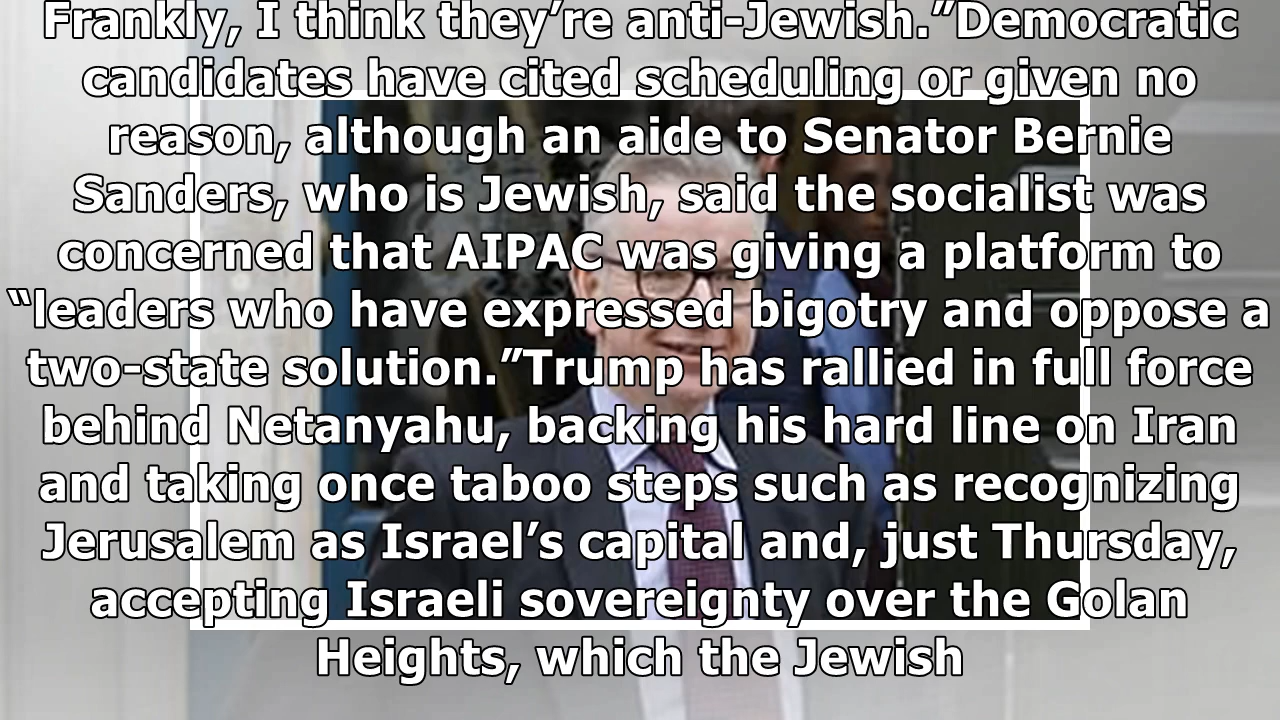 Frankly, I think they’re anti-Jewish.”Democratic
candidates have cited scheduling or given no
reason, although an aide to Senator Bernie
Sanders, who is Jewish, said the socialist was
concerned that AIPAC was giving a platform to
“leaders who have expressed bigotry and oppose a
two-state solution.”Trump has rallied in full force
behind Netanyahu, backing his hard line on Iran
and taking once taboo steps such as recognizing
Jerusalem as Israel’s capital and, just Thursday,
accepting Israeli sovereignty over the Golan
Heights, which the Jewish